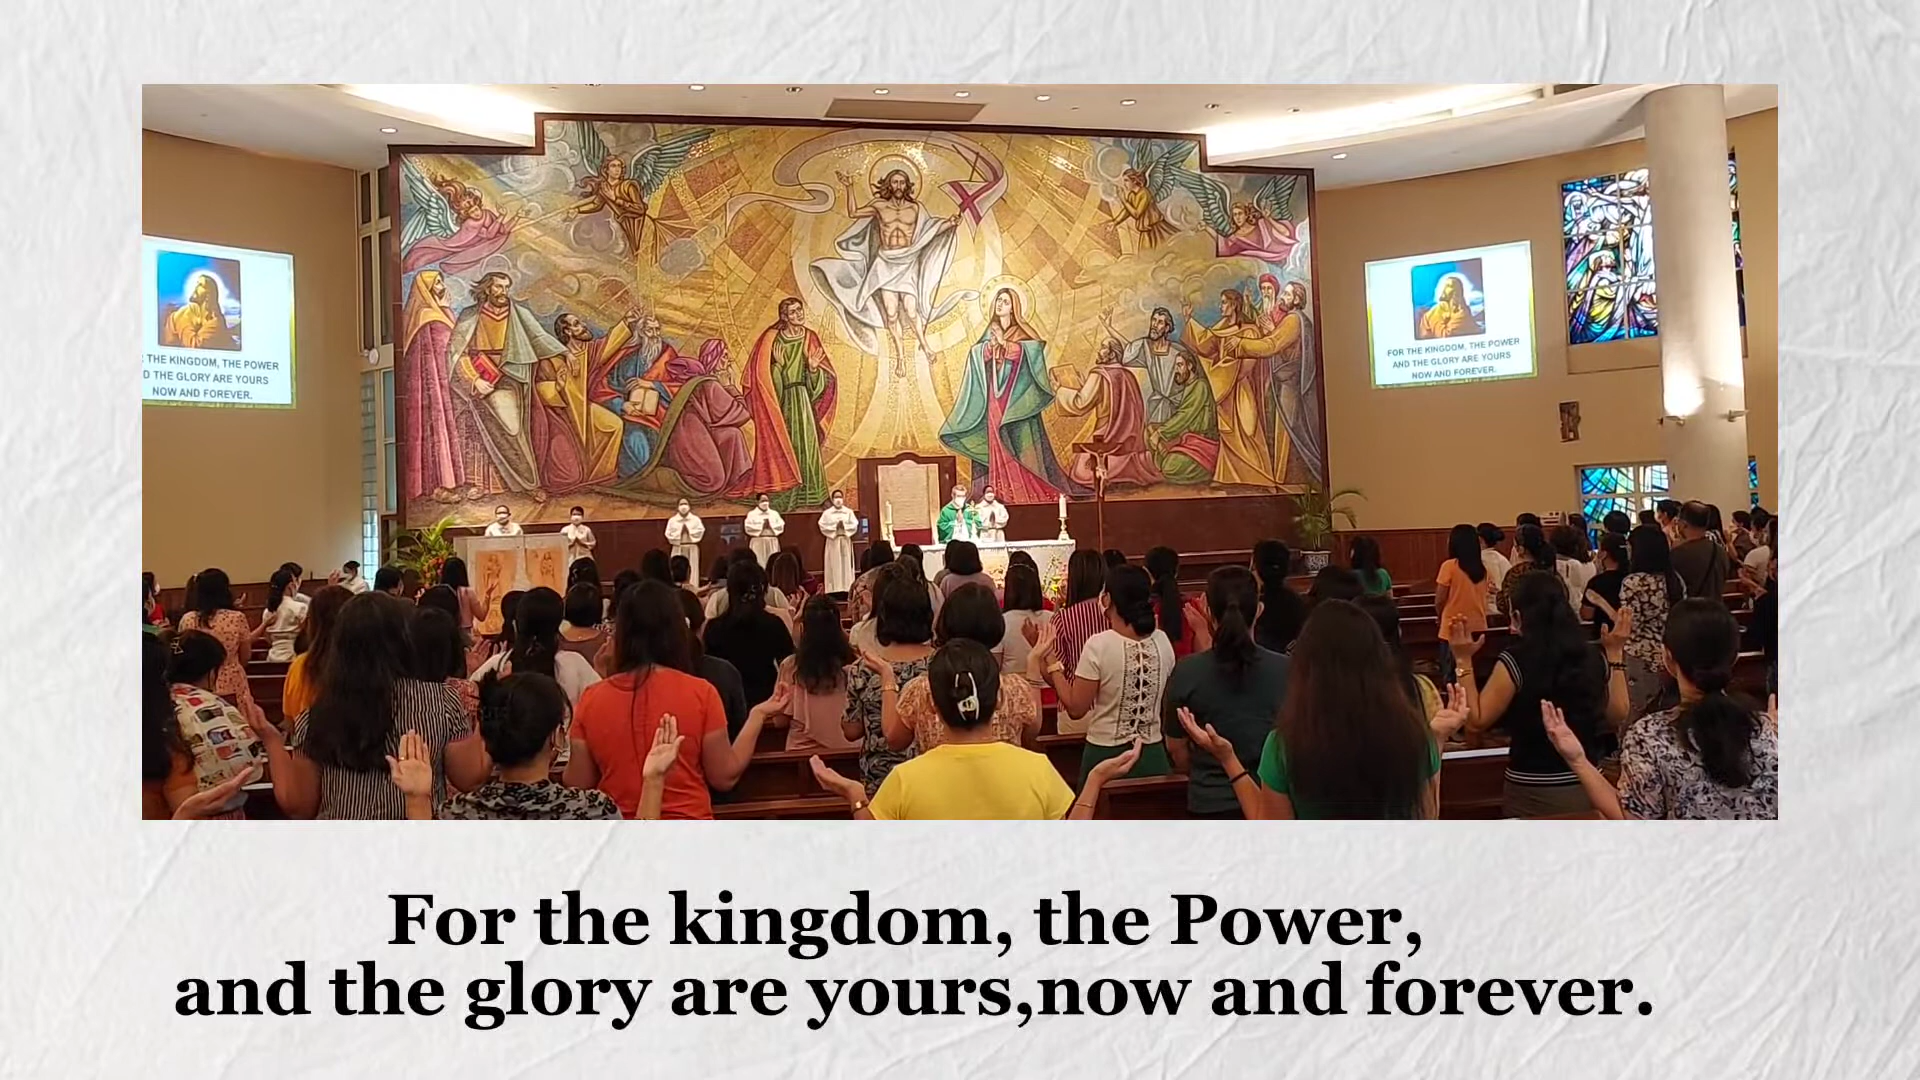 THE KINGDOM, THE POWER
THE GLORY ARE YOURS
NOW AND FOREVER.
FOR THE KINGDOM, THE POWER
AND THE GLORY ARE YOURS
NOW AND FOREVER.
For the kingdom, the Power,
and the glory are yours,now and forever.